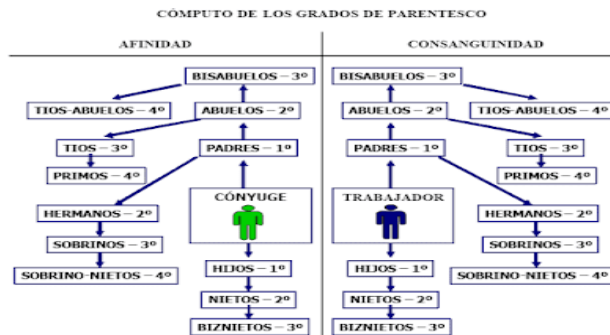 CÓMPUTO DE LOS GRADOS DE PARENTESCO
AFINIDAD
BISABUELOS – 3º
TIOS-ABUELOS – 4º
ABUELOS – 2º
TIOS – 3º
PADRES – 1º
PRIMOS – 4º
CÓNYUGE
HERMANOS – 2º
SOBRINOS – 3º
SOBRINO-NIETOS – 4º
HIJOS – 1º
NIETOS – 2º
BIZNIETOS – 3º
CONSANGUINIDAD
BISABUELOS – 3º
ABUELOS – 2º
TIOS-ABUELOS – 4º
PADRES – 1º
TIOS – 3º
PRIMOS – 4º
TRABAJADOR
HERMANOS – 2º
SOBRINOS – 3º
SOBRINO-NIETOS – 4º
HIJOS – 1º
NIETOS – 2º
BIZNIETOS – 3º